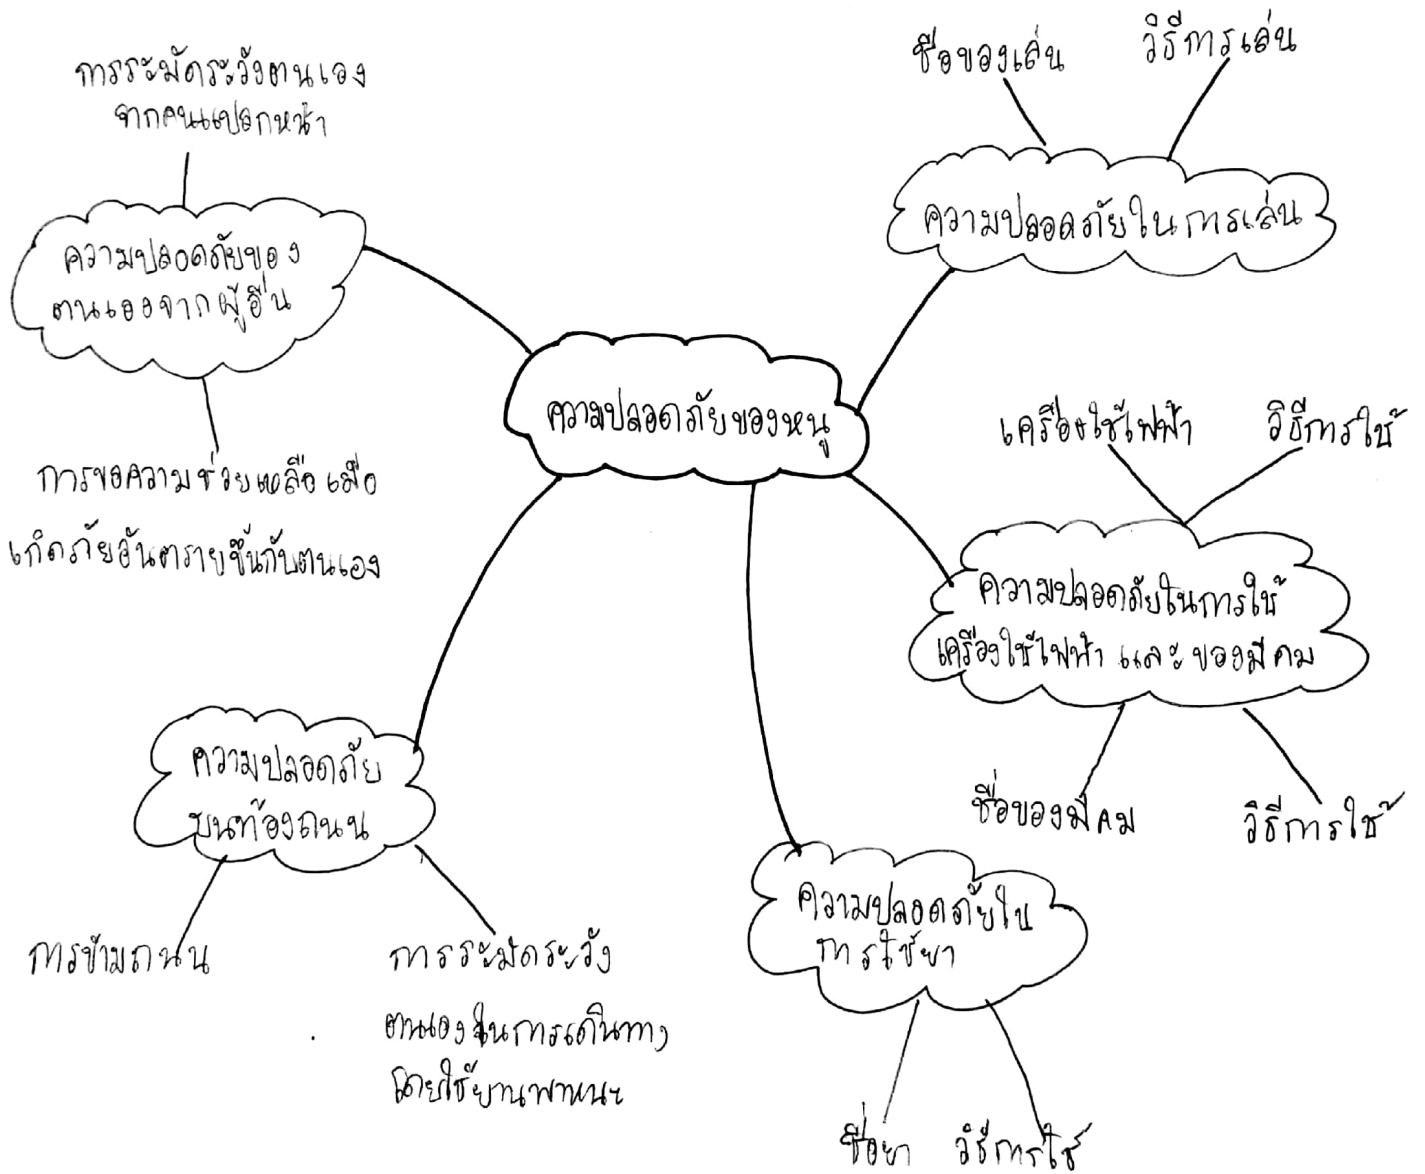 ชื่อของเล่น
วิธีการเล่น
ความปลอดภัยในการเล่น
การระมัดระวังตนเอง
จากคนแปลกหน้า
ความปลอดภัยของ
ตนเองจากผู้อื่น
การขอความช่วยเหลือเมื่อ
เกิดภัยอันตรายขึ้นกับตนเอง
ความปลอดภัยของหนู
เครื่องใช้ไฟฟ้า
วิธีการใช้
ความปลอดภัยในการใช้
เครื่องใช้ไฟฟ้า และ ของมีคม
ชื่อของมีคม
วิธีการใช้
ความปลอดภัย
บนท้องถนน
การข้ามถนน
การระมัดระวัง
ตนเองในการเดินทาง
โดยใช้ยานพาหนะ
ความปลอดภัยใน
การใช้ยา
ชื่อยา
วิธีการใช้